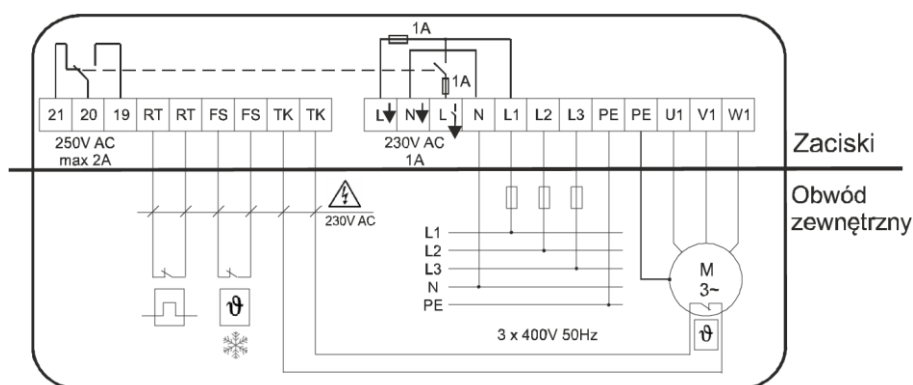 1A
1A
21 20 19 RT RT FS FS TK TK L N L N L1 L2 L3 PE PE U1 V1 W1
250V AC
max 2A
230V AC
1A
Zaciski
Obwód
zewnętrzny
230V AC
L1
L2
L3
N
PE
M
3~
ϑ
ϑ
3 x 400V 50Hz